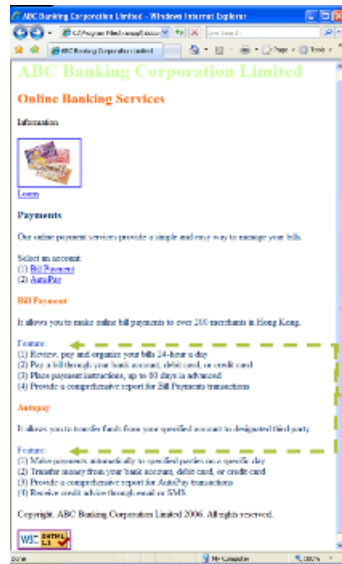 ABC Banking Corporation Limited - Windows Internet Explorer
ABC Banking Corporation Limited
Page
Tools
ABC Banking Corporation Limited
Online Banking Services
Information
Loans
Payments
Our online payment services provide a simple and easy way to manage your bills.
Select an account:
(1) Bill Payment
(2) AutoPay
Bill Payment
It allows you to make online bill payments to over 200 merchants in Hong Kong.
Feature:
(1) Review, pay and organize your bills 24-hour a day
(2) Pay a bill through your bank account, debit card, or credit card
(3) Place payment instructions, up to 60 days in advanced
(4) Provide a comprehensive report for Bill Payments transactions
Autopay
It allows you to transfer funds from your specified account to designated third party.
Feature:
(1) Make payments automatically to specified parties on a specific day
(2) Transfer money from your bank account, debit card, or credit card
(3) Provide a comprehensive report for AutoPay transactions
(4) Receive credit advice through email or SMS
Copyright. ABC Banking Corporation Limited 2006. All rights reserved.
W3C XHTML 1.1
Done
My Computer
100%